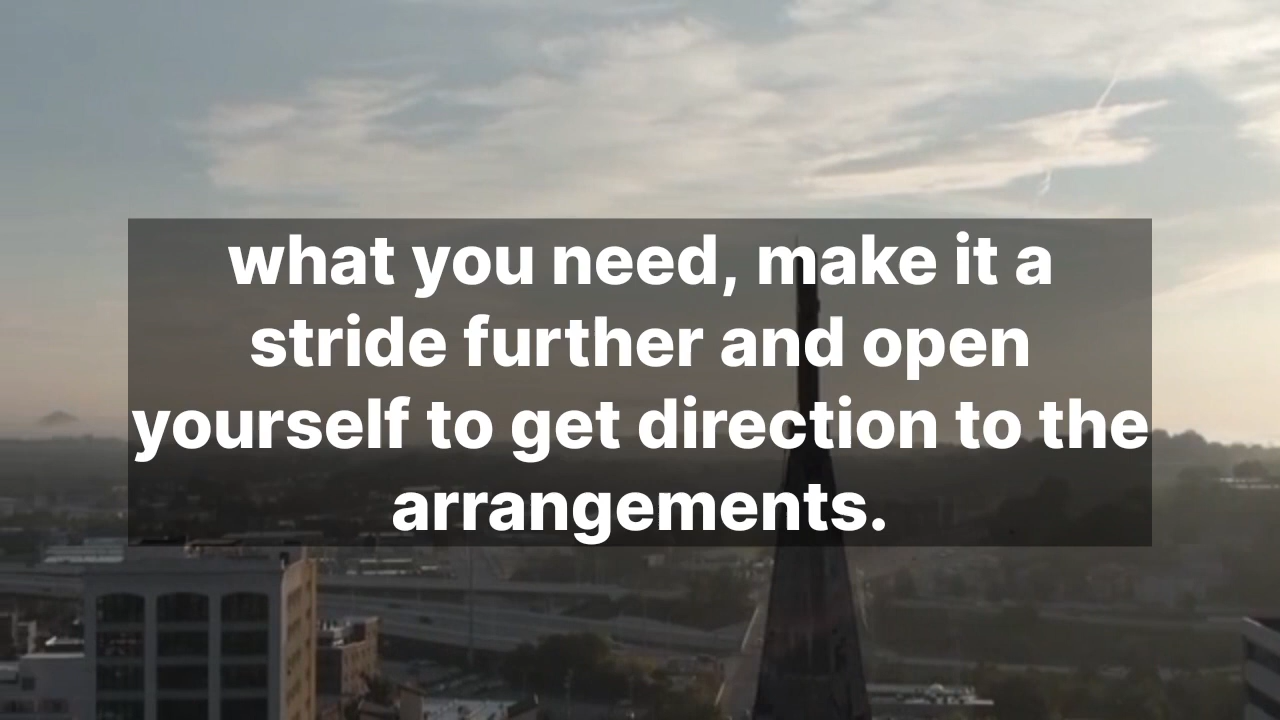 what you need, make it a
stride further and open
yourself to get direction to the
arrangements.